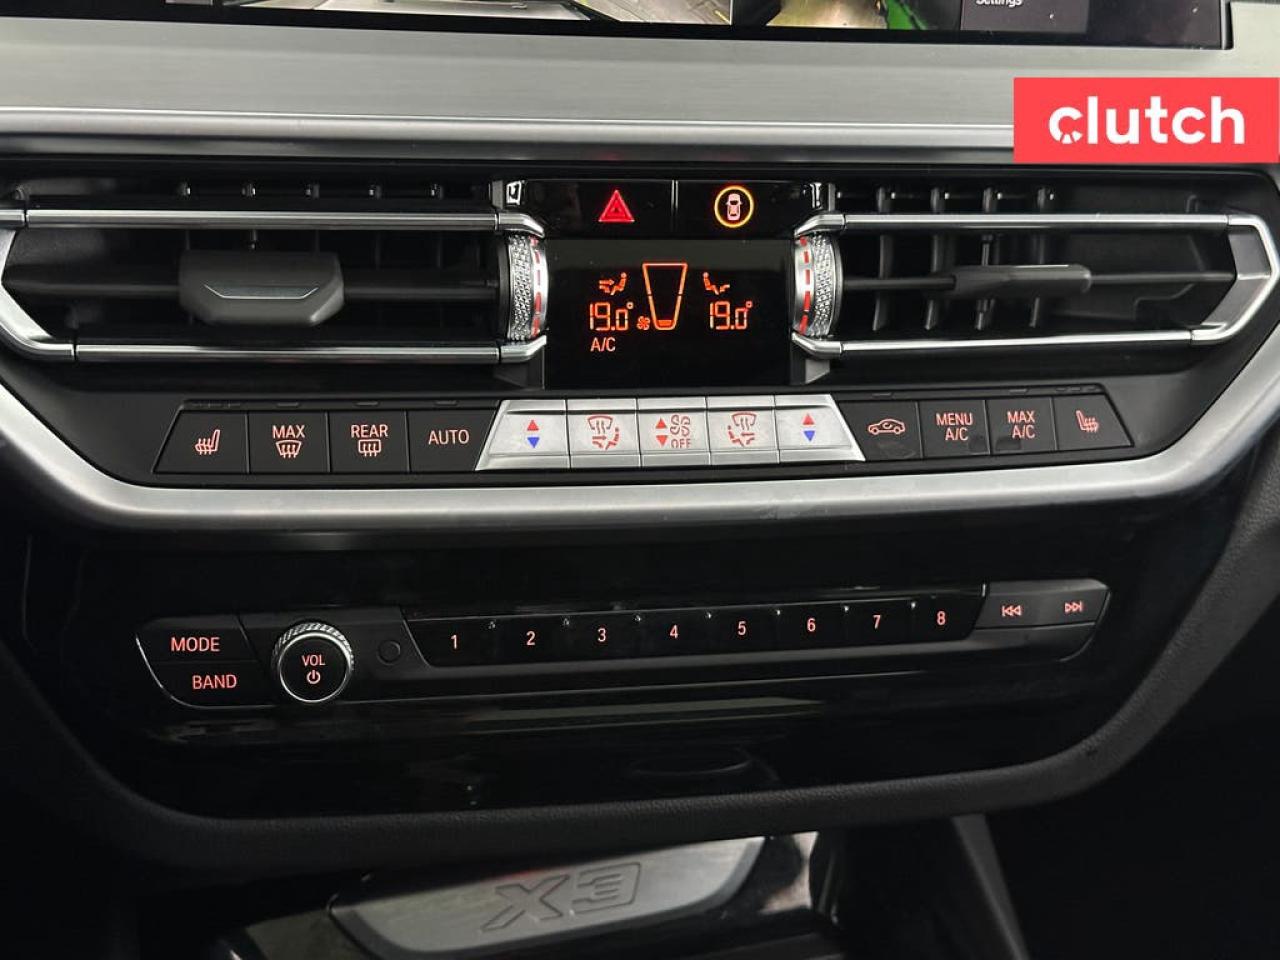 Settings
clutch
19.0°
19.0°
A/C
MAX
REAR
AUTO
OFF
MENU
A/C
MAX
A/C
MODE
BAND
VOL
1 2 3 4 5 6 7 8
X3